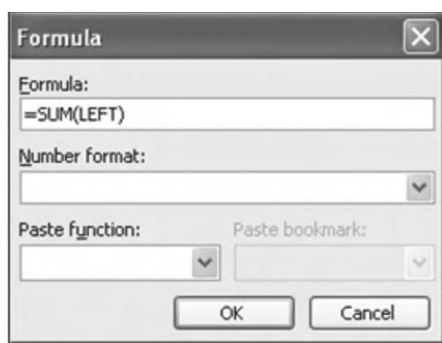 Formula
Formula:
=SUM(LEFT)
Number format:
Paste function: Paste bookmark:
OK Cancel